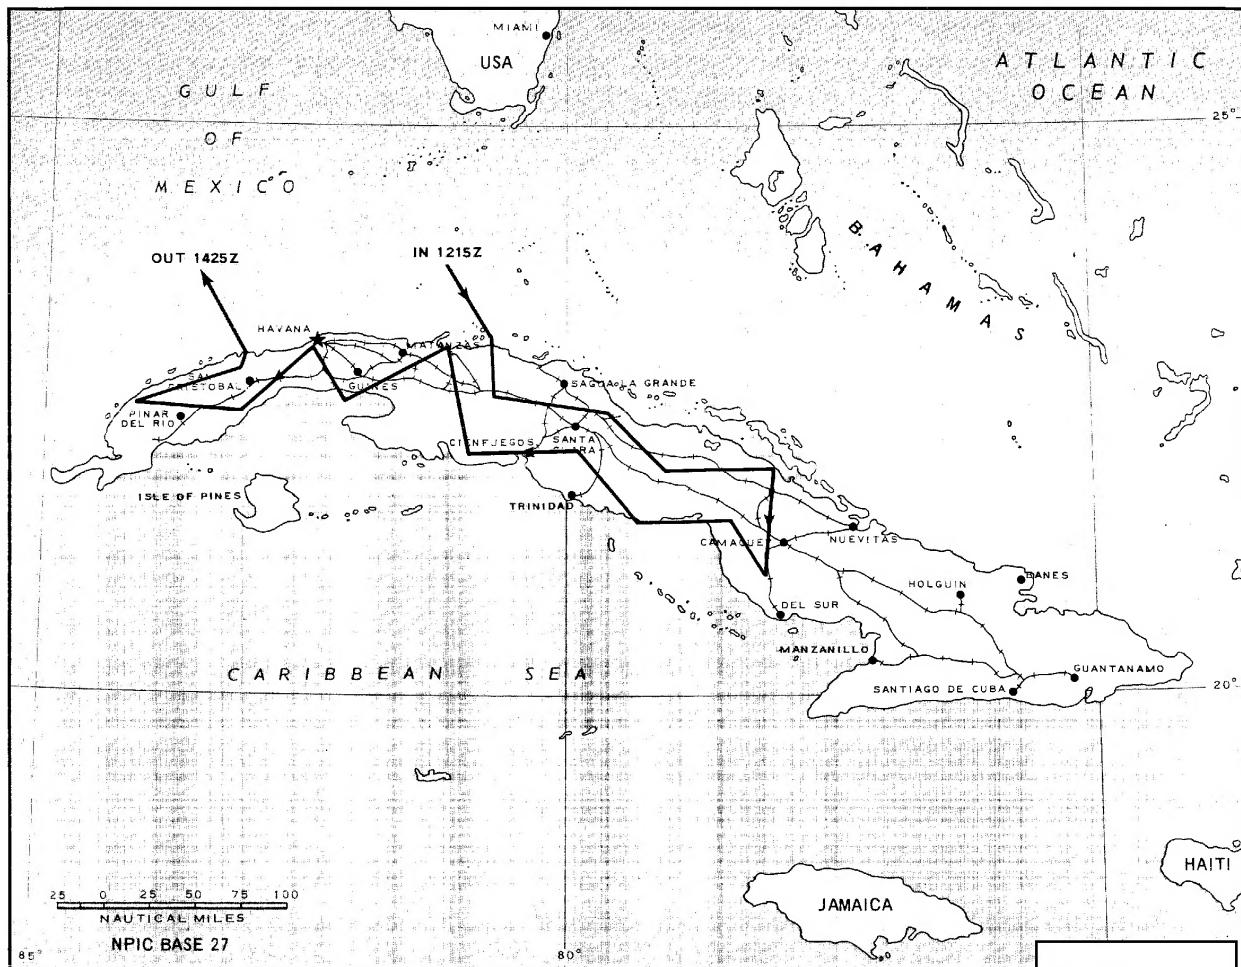 MIAMI
USA
ATLANTIC
OCEAN
GULF
OF
MEXICO
25°
BAHAMAS
OUT 1425Z
IN 1215Z
HAVANA
MATANZAS
SAN
CRISTOBAL
GUINES
SAGUA LA GRANDE
PINAR
DEL RIO
CIENFUEGOS
SANTA
CLARA
ISLE OF PINES
TRINIDAD
CAMAGUEY
NUEVITAS
HOLGUIN
BANES
DEL SUR
MANZANILLO
GUANTANAMO
CARIBBEAN SEA
SANTIAGO DE CUBA
20°
HAITI
JAMAICA
25 0 25 50 75 100
NAUTICAL MILES
NPIC BASE 27
85°
80°